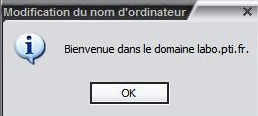 Modification du nom d'ordinateur
Bienvenue dans le domaine labo.pti.fr.
OK